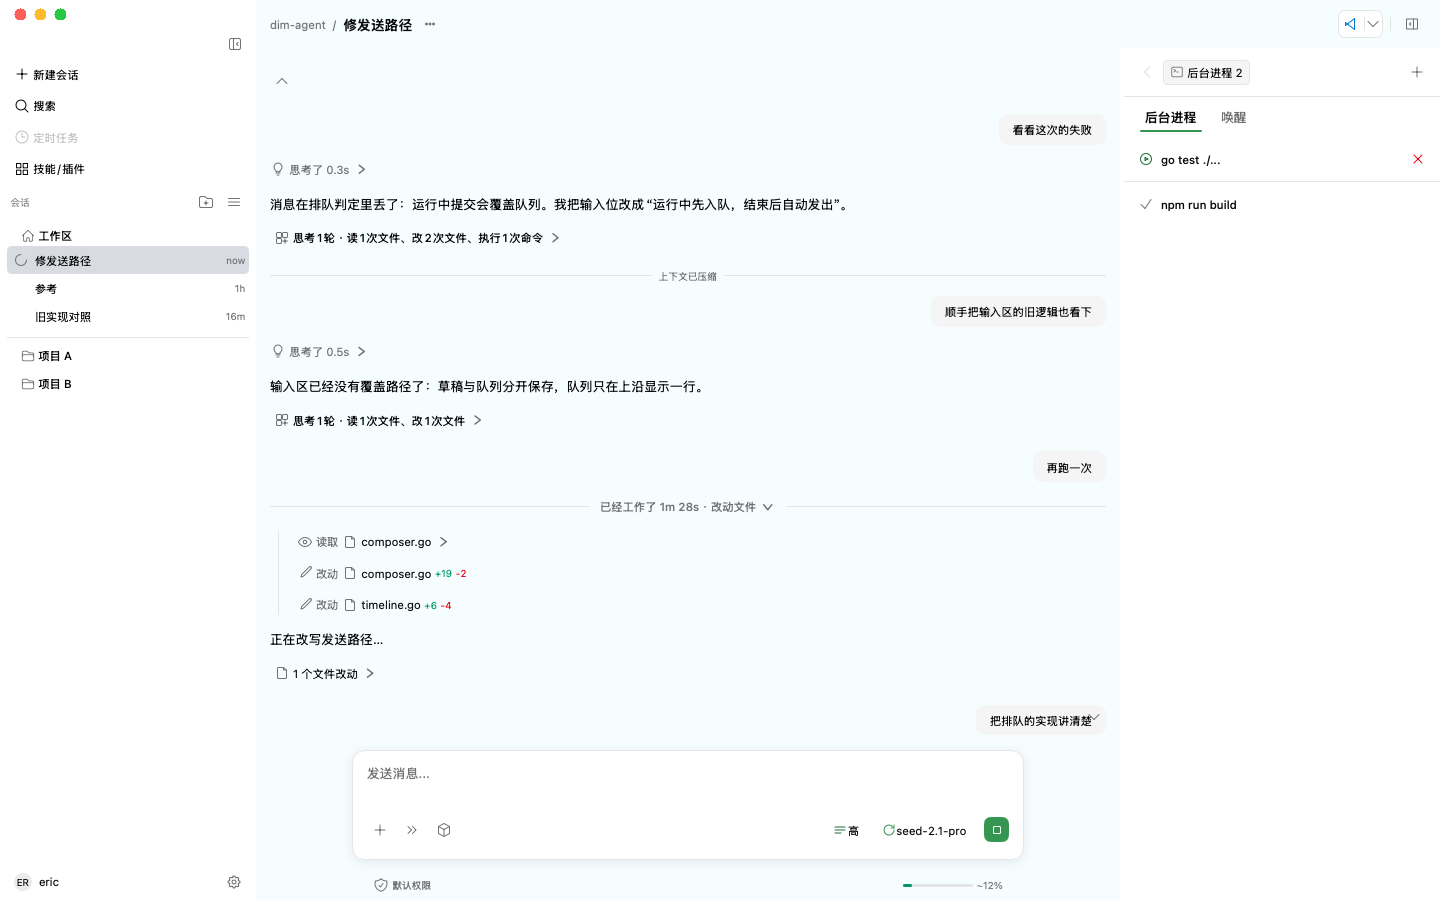 新建会话
搜索
定时任务
技能/插件
会话
工作区
修发送路径 now
参考 1h
旧实现对照 16m
项目 A
项目 B
ER eric
dim-agent / 修发送路径 ···
看看这次的失败
思考了 0.3s
消息在排队判定里丢了：运行中提交会覆盖队列。我把输入位改成“运行中先入队，结束后自动发出”。
思考1轮 · 读1次文件、改2次文件、执行1次命令
上下文已压缩
顺手把输入区的旧逻辑也看下
思考了 0.5s
输入区已经没有覆盖路径了：草稿与队列分开保存，队列只在上沿显示一行。
思考1轮 · 读1次文件、改1次文件
再跑一次
已经工作了 1m 28s · 改动文件
读取 composer.go
改动 composer.go +19 -2
改动 timeline.go +6 -4
正在改写发送路径...
1 个文件改动
把排队的实现讲清楚
发送消息...
高 seed-2.1-pro
默认权限 ~12%
后台进程 2
后台进程 唤醒
go test ./...
npm run build